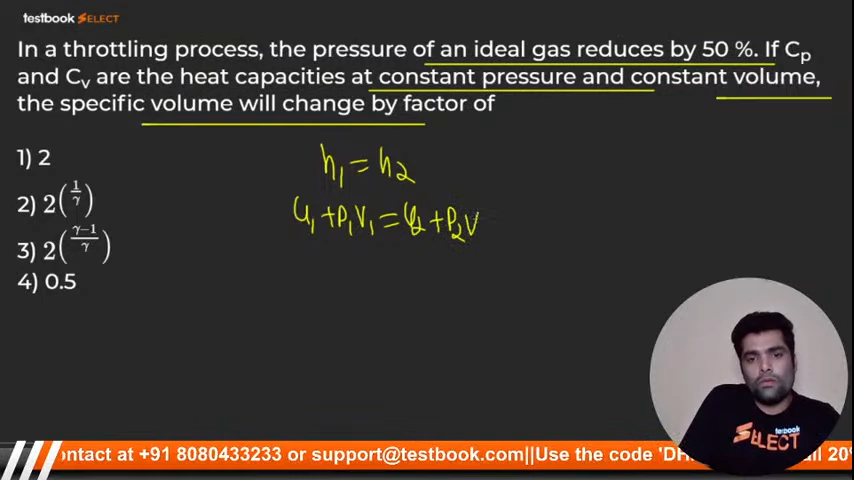 testbook SELECT
In a throttling process, the pressure of an ideal gas reduces by 50 %. If Cp
and Cv are the heat capacities at constant pressure and constant volume,
the specific volume will change by factor of
1) 2
2) 2^(1/γ)
3) 2^((γ-1)/γ)
4) 0.5
h1 = h2
u1 + P1V1 = u2 + P2V
testbook
SELECT
ontact at +91 8080433233 or support@testbook.com||Use the code 'DH